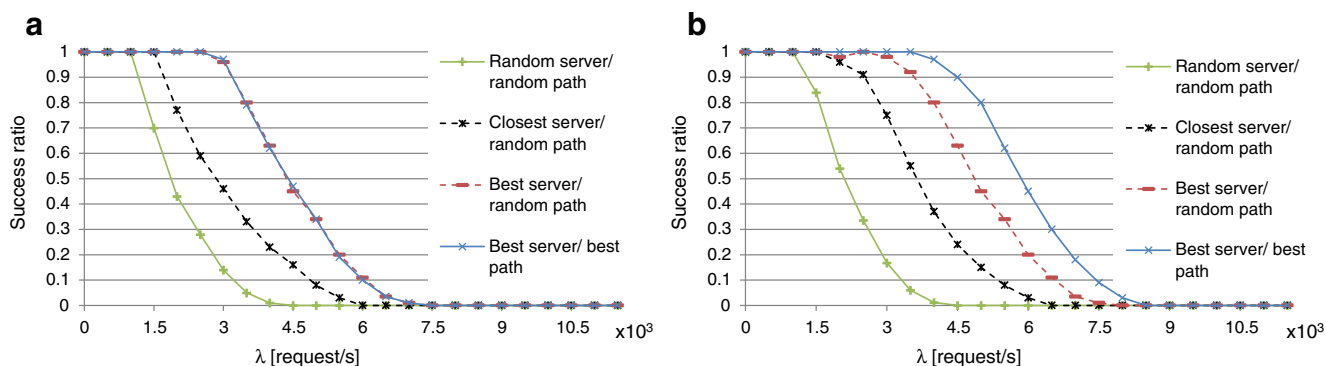 a
1
0.9
0.8
0.7
0.6
0.5
0.4
0.3
0.2
0.1
0
Success ratio
0 1.5 3 4.5 6 7.5 9 10.5 x10³
λ [request/s]
Random server/
random path
Closest server/
random path
Best server/
random path
Best server/ best
path
b
1
0.9
0.8
0.7
0.6
0.5
0.4
0.3
0.2
0.1
0
Success ratio
0 1.5 3 4.5 6 7.5 9 10.5 x10³
λ [request/s]
Random server/
random path
Closest server/
random path
Best server/
random path
Best server/ best
path